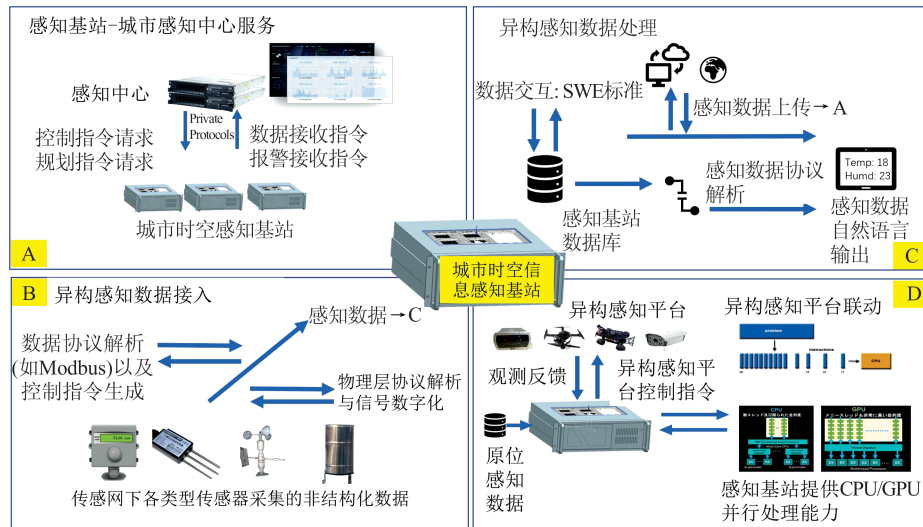 感知基站-城市感知中心服务
感知中心
Private
Protocols
控制指令请求
规划指令请求
数据接收指令
报警接收指令
城市时空感知基站
A
异构感知数据处理
数据交互: SWE标准
感知数据上传→A
感知数据协议
解析
Temp: 18
Humd: 23
感知基站
数据库
感知数据
自然语言
输出
C
城市时空信
息感知基站
B
异构感知数据接入
感知数据→C
数据协议解析
(如Modbus)以及
控制指令生成
物理层协议解析
与信号数字化
传感网下各类型传感器采集的非结构化数据
D
异构感知平台
观测反馈
异构感知平
台控制指令
原位
感知
数据
异构感知平台联动
problem
instructions
CPU
GPU
感知基站提供CPU/GPU
并行处理能力